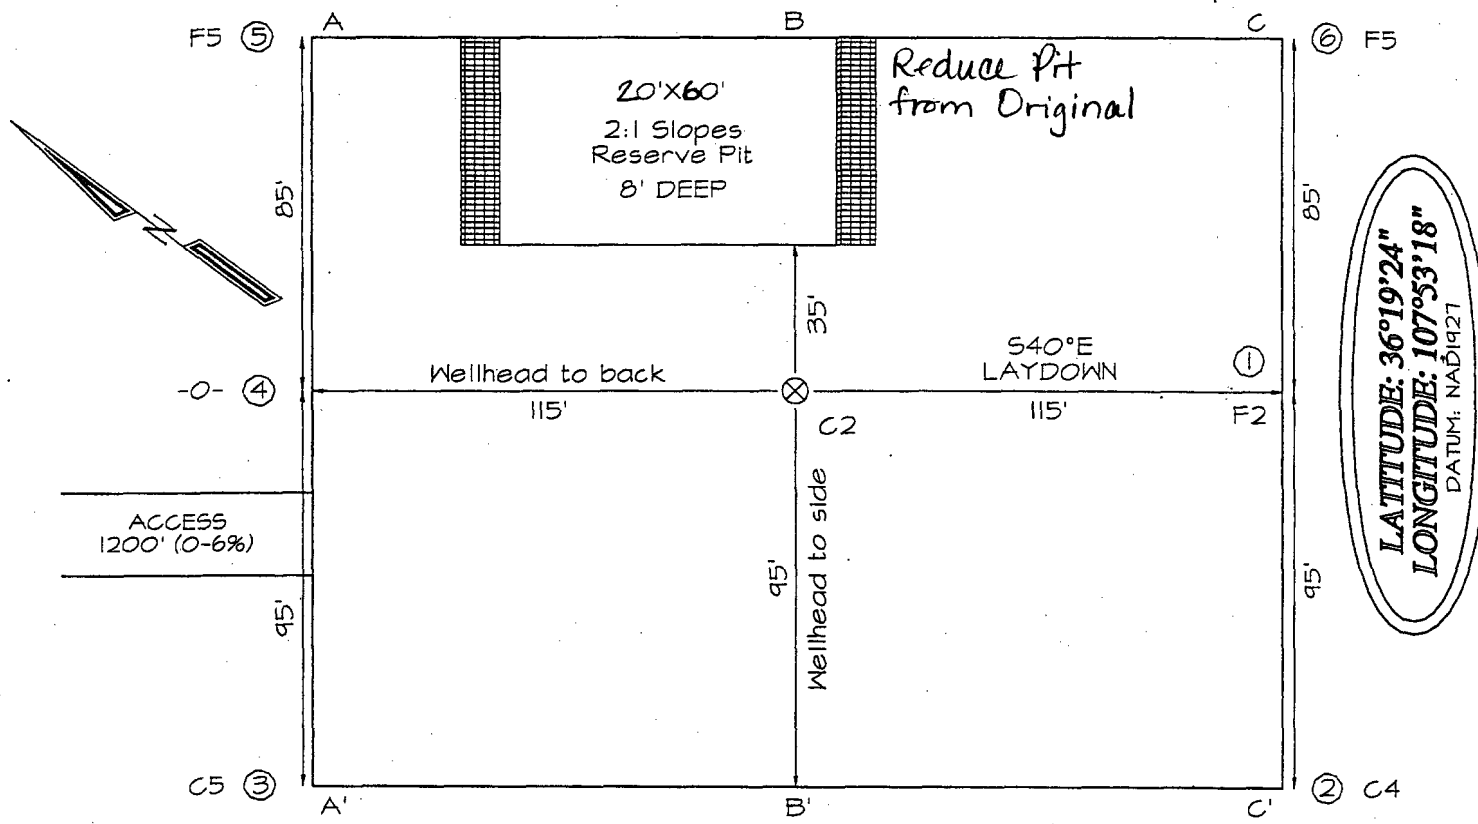 A B C
F5 ⑤ ⑥ F5
Reduce Pit
from Original
20'X60'
2:1 Slopes
Reserve Pit
8' DEEP
85' 85'
N
35'
S40°E
LAYDOWN
Wellhead to back
-0- ④ ①
115' 115' F2
C2
LATITUDE: 36°19'24"
LONGITUDE: 107°53'18"
DATUM: NAD1927
ACCESS
1200' (0-6%)
Wellhead to side
95' 95' 95'
C5 ③ ② C4
A' B' C'